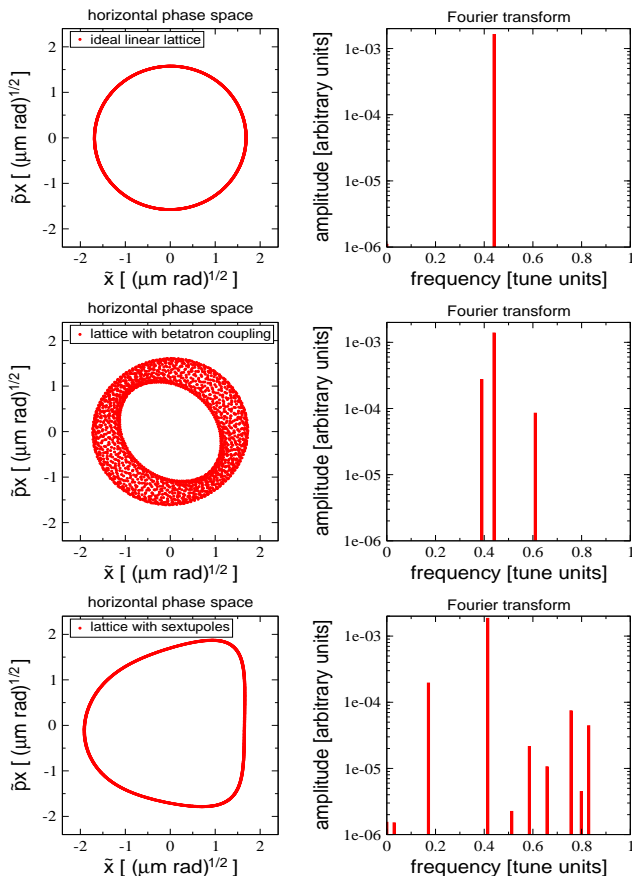 horizontal phase space
ideal linear lattice
2
1
0
-1
-2
-2 -1 0 1 2
p̃x [ (μm rad)1/2 ]
x̃ [ (μm rad)1/2 ]
Fourier transform
1e-03
1e-04
1e-05
1e-06
0 0.2 0.4 0.6 0.8 1
amplitude [arbitrary units]
frequency [tune units]
horizontal phase space
lattice with betatron coupling
2
1
0
-1
-2
-2 -1 0 1 2
p̃x [ (μm rad)1/2 ]
x̃ [ (μm rad)1/2 ]
Fourier transform
1e-03
1e-04
1e-05
1e-06
0 0.2 0.4 0.6 0.8 1
amplitude [arbitrary units]
frequency [tune units]
horizontal phase space
lattice with sextupoles
2
1
0
-1
-2
-2 -1 0 1 2
p̃x [ (μm rad)1/2 ]
x̃ [ (μm rad)1/2 ]
Fourier transform
1e-03
1e-04
1e-05
1e-06
0 0.2 0.4 0.6 0.8 1
amplitude [arbitrary units]
frequency [tune units]